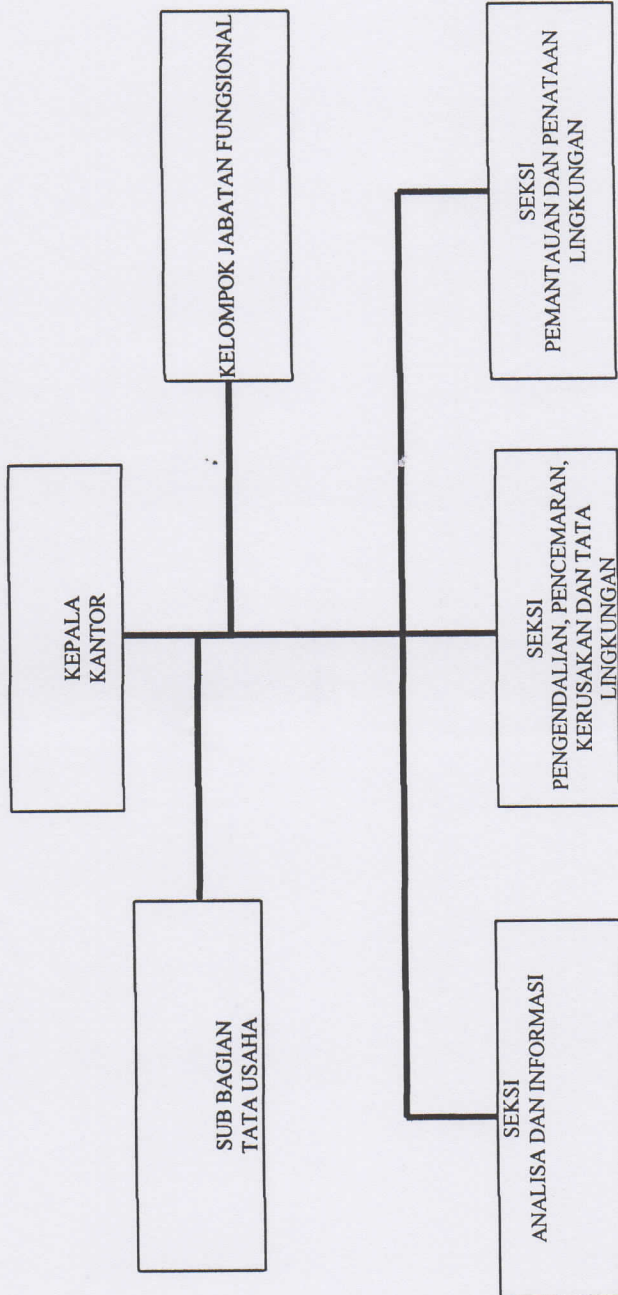 KEPALA
KANTOR
SUB BAGIAN
TATA USAHA
KELOMPOK JABATAN FUNGSIONAL
SEKSI
ANALISA DAN INFORMASI
SEKSI
PENGENDALIAN, PENCEMARAN,
KERUSAKAN DAN TATA
LINGKUNGAN
SEKSI
PEMANTAUAN DAN PENATAAN
LINGKUNGAN